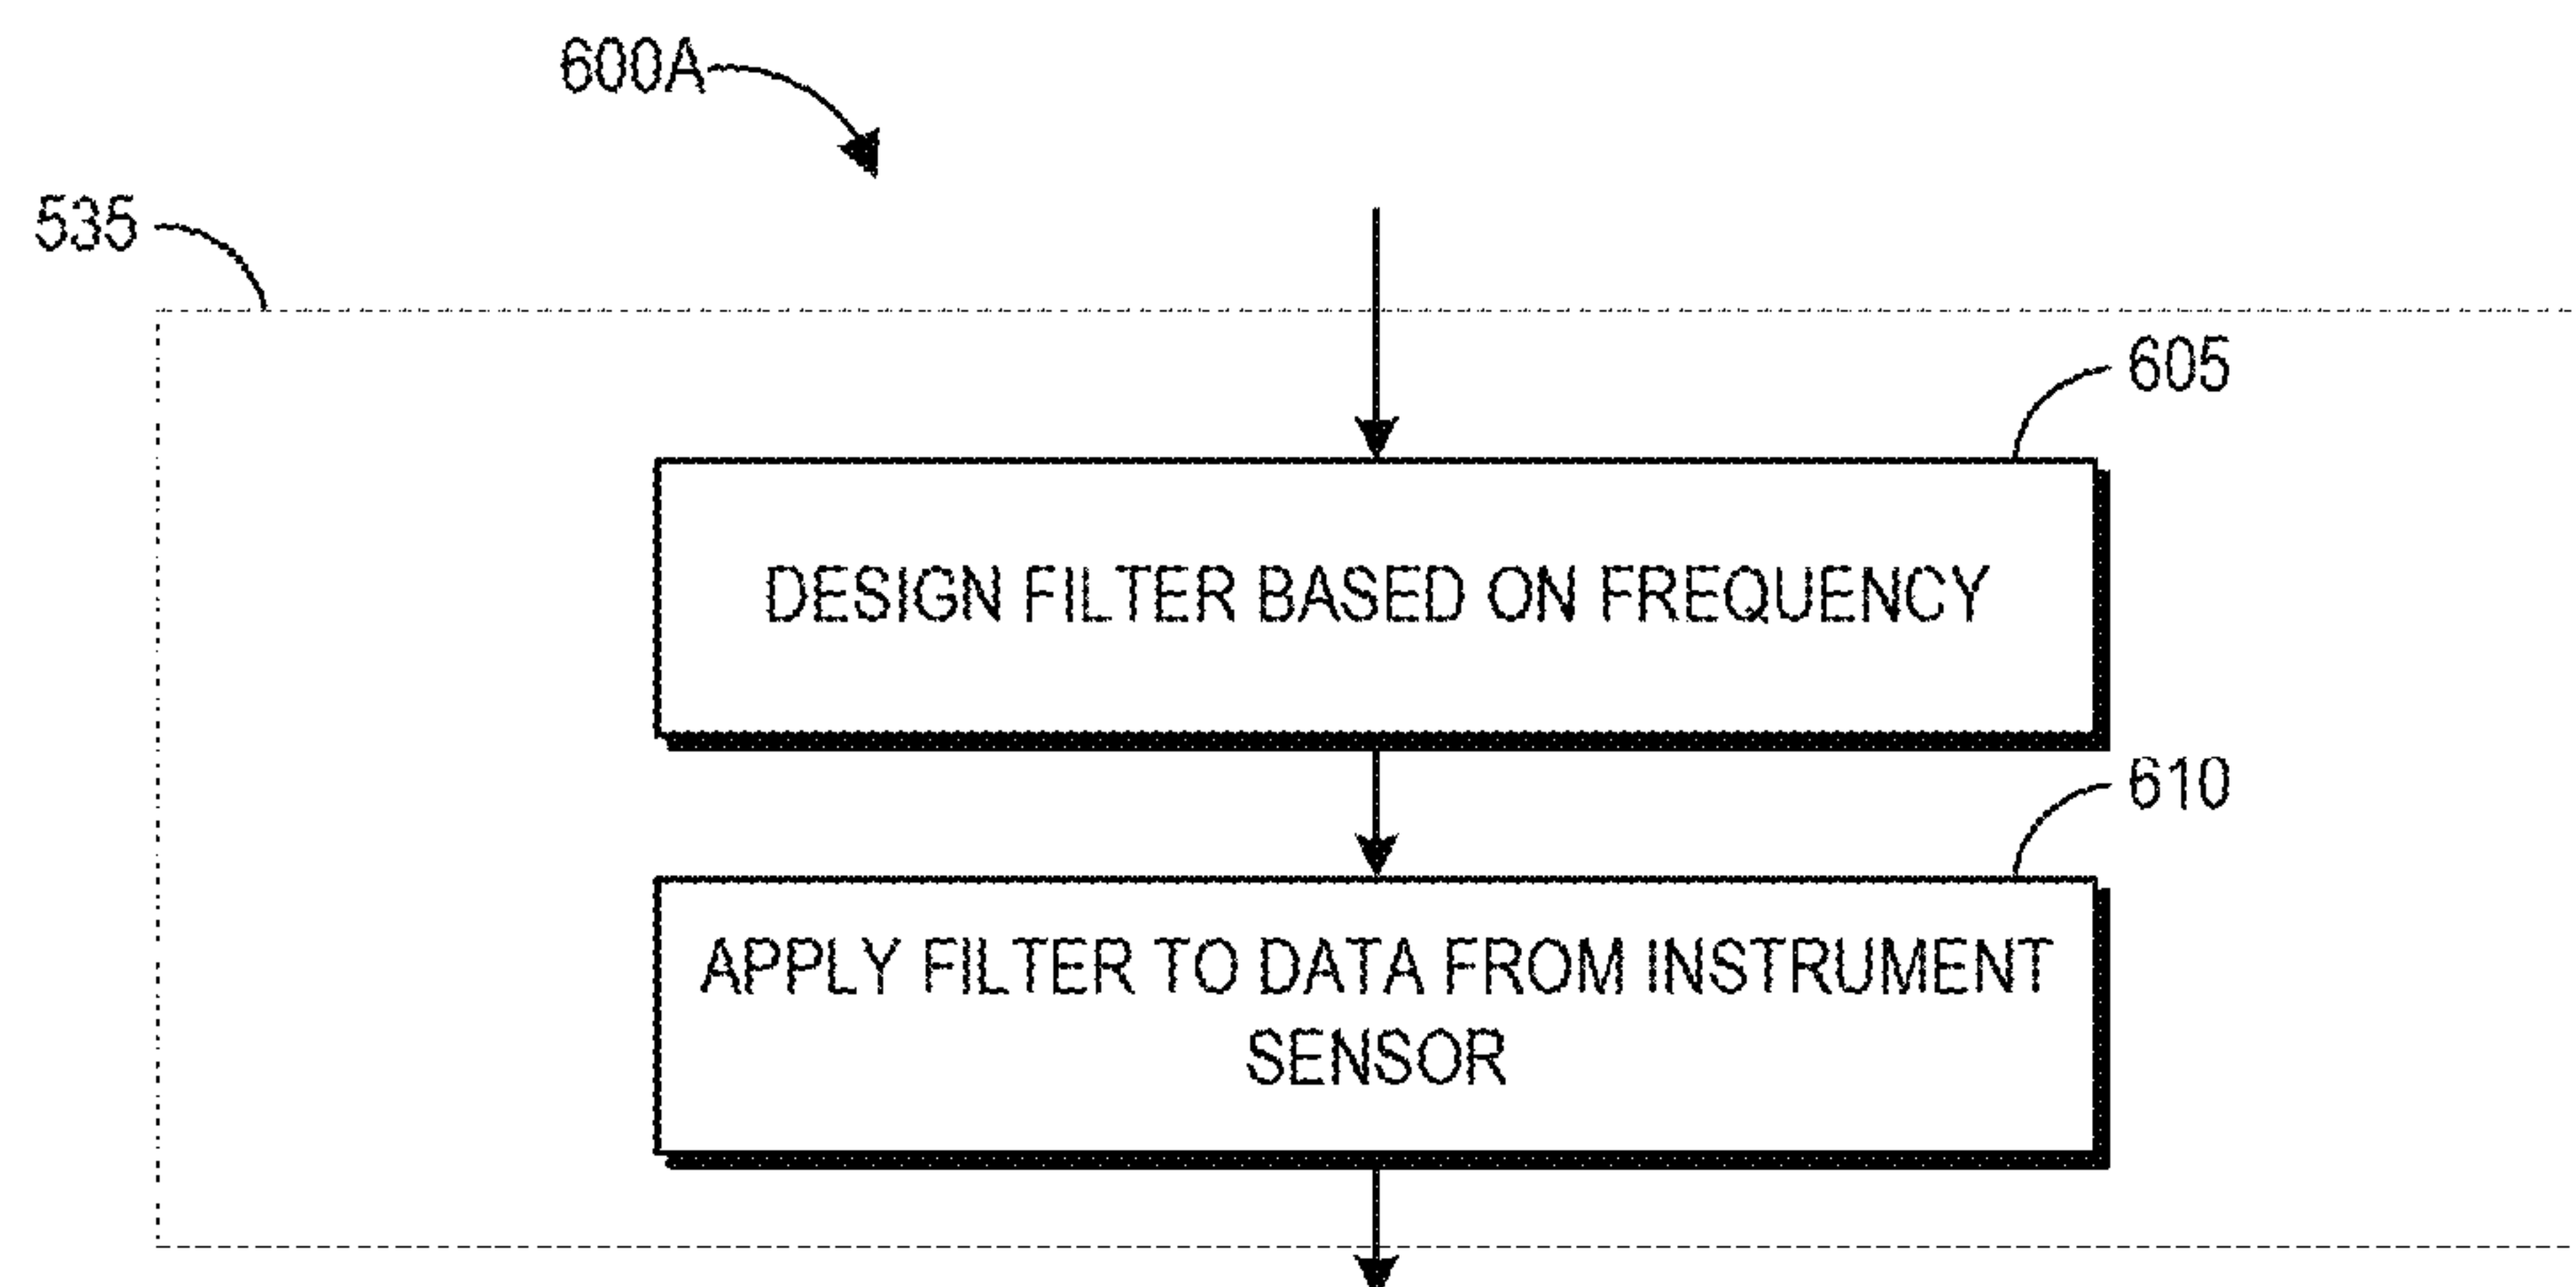 600A
535
605
DESIGN FILTER BASED ON FREQUENCY
610
APPLY FILTER TO DATA FROM INSTRUMENT
SENSOR